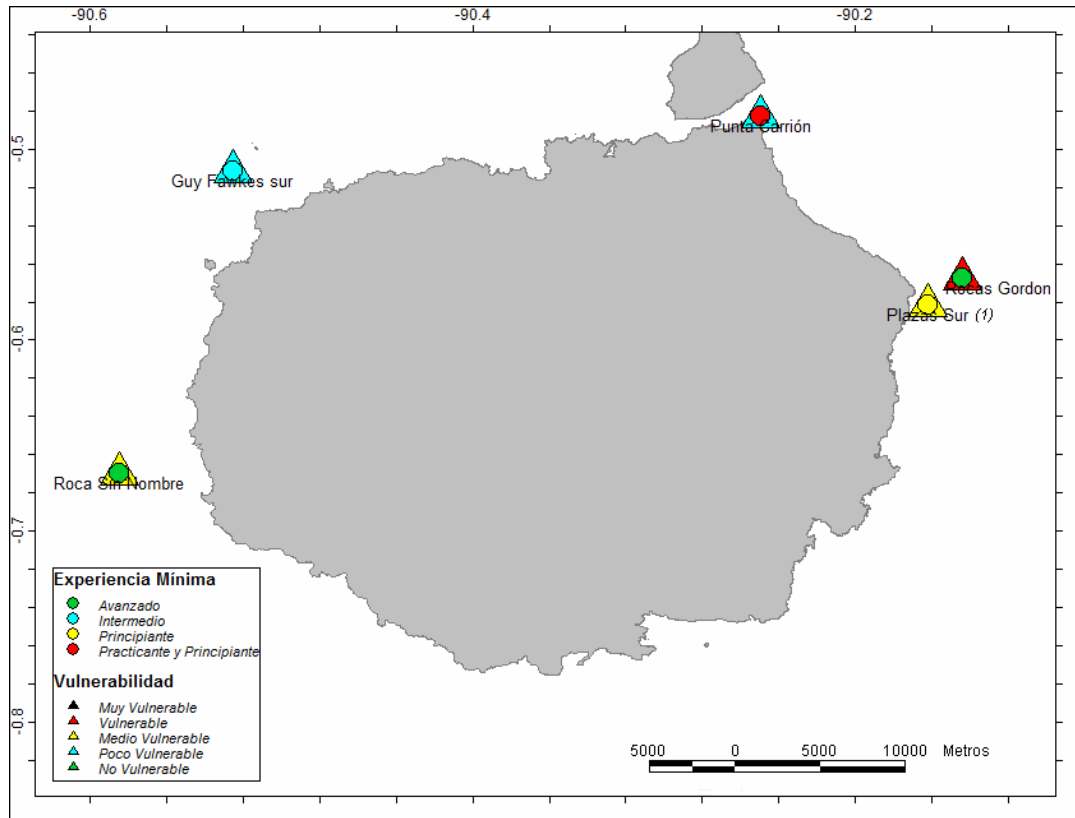 -90.6 -90.4 -90.2
Punta Carrión
-0.5
Guy Fawkes sur
Rocas Gordon
Plazas Sur (1)
-0.6
Roca Sin Nombre
-0.7
Experiencia Mínima
Avanzado
Intermedio
Principiante
Practicante y Principiante
Vulnerabilidad
Muy Vulnerable
Vulnerable
Medio Vulnerable
Poco Vulnerable
No Vulnerable
-0.8
5000 0 5000 10000 Metros